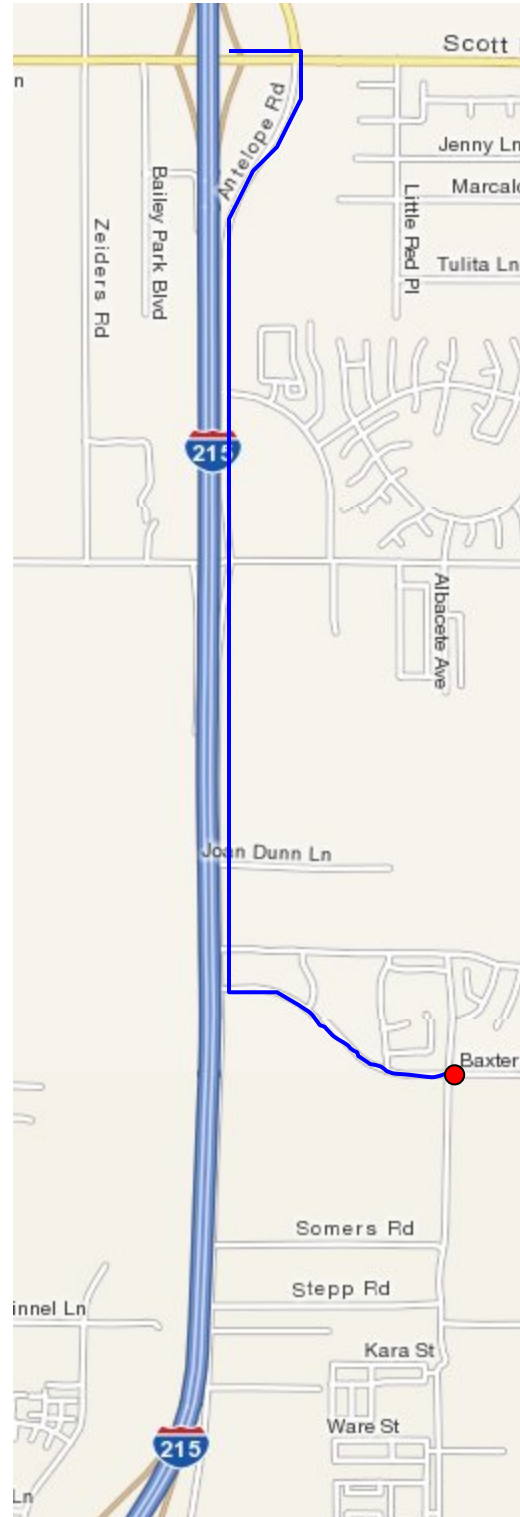 Scott
n
Antelope Rd
Jenny Ln
Bailey Park Blvd
Marcalo
Little Red Pl
Zeiders Rd
Tulita Ln
215
Albacete Ave
Joan Dunn Ln
Baxter
Somers Rd
Stepp Rd
innel Ln
Kara St
Ware St
215
Ln